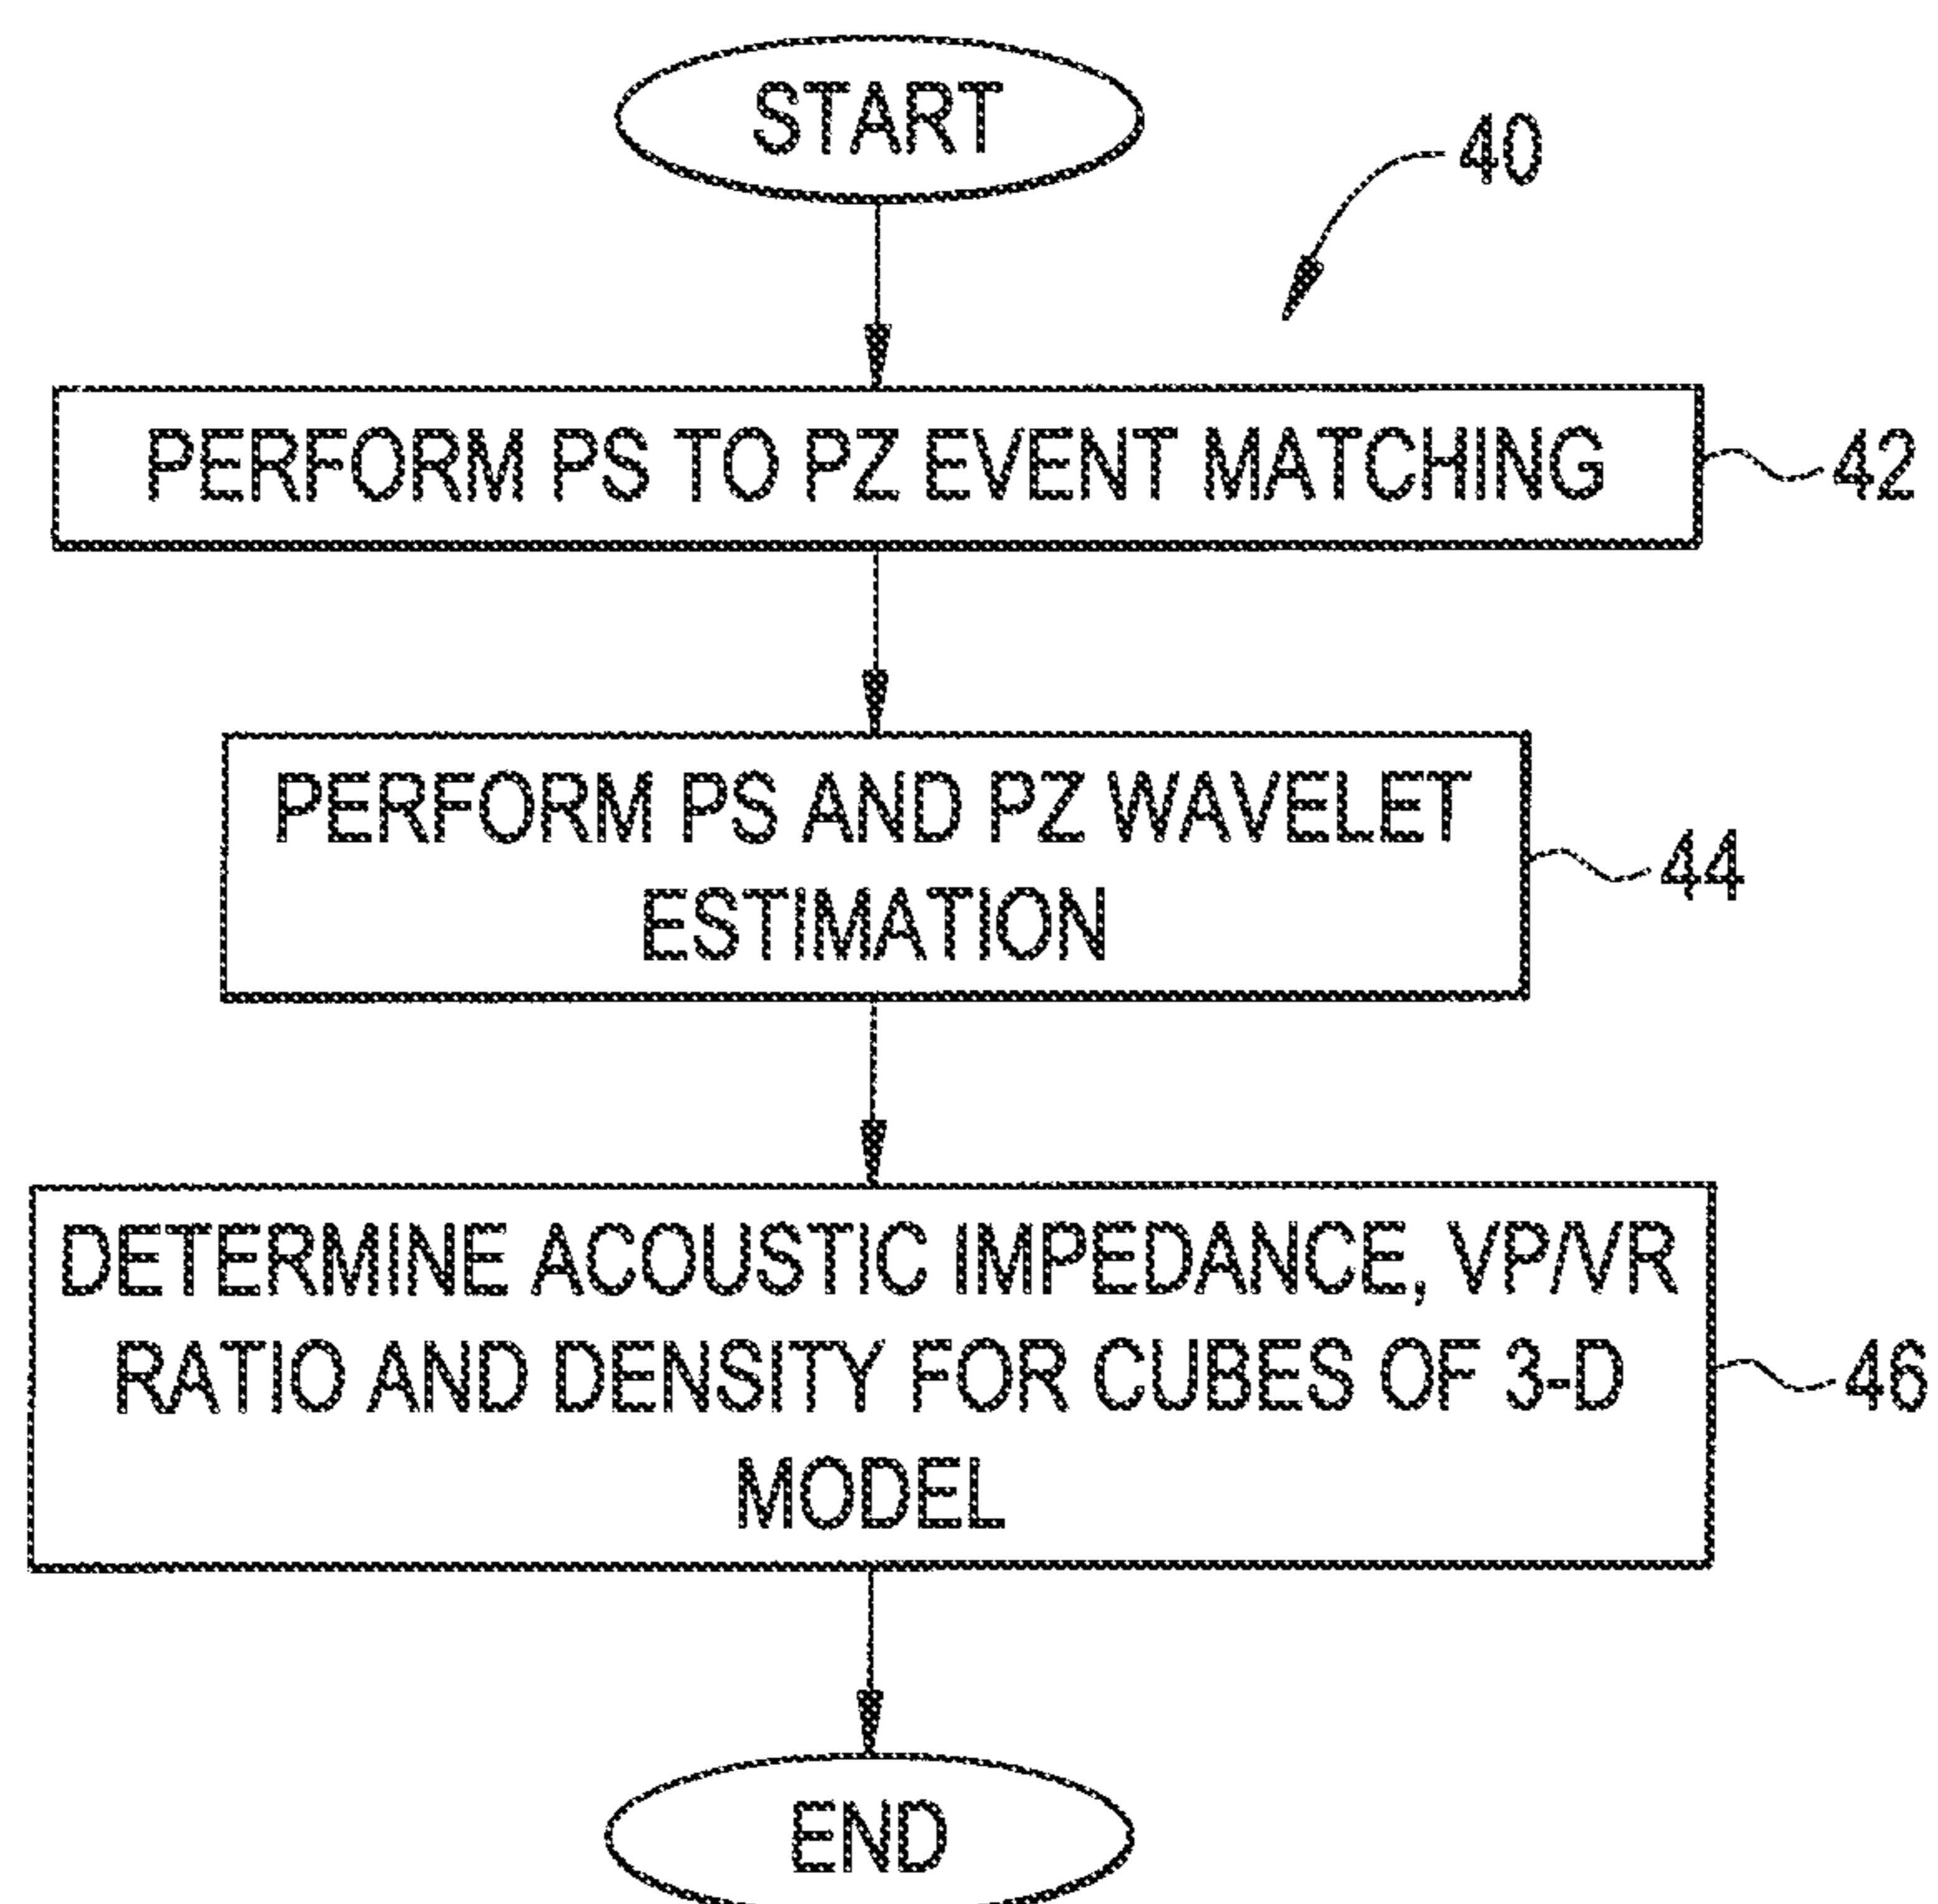 START
40
PERFORM PS TO PZ EVENT MATCHING
42
PERFORM PS AND PZ WAVELET
ESTIMATION
44
DETERMINE ACOUSTIC IMPEDANCE, VP/VR
RATIO AND DENSITY FOR CUBES OF 3-D
MODEL
46
END